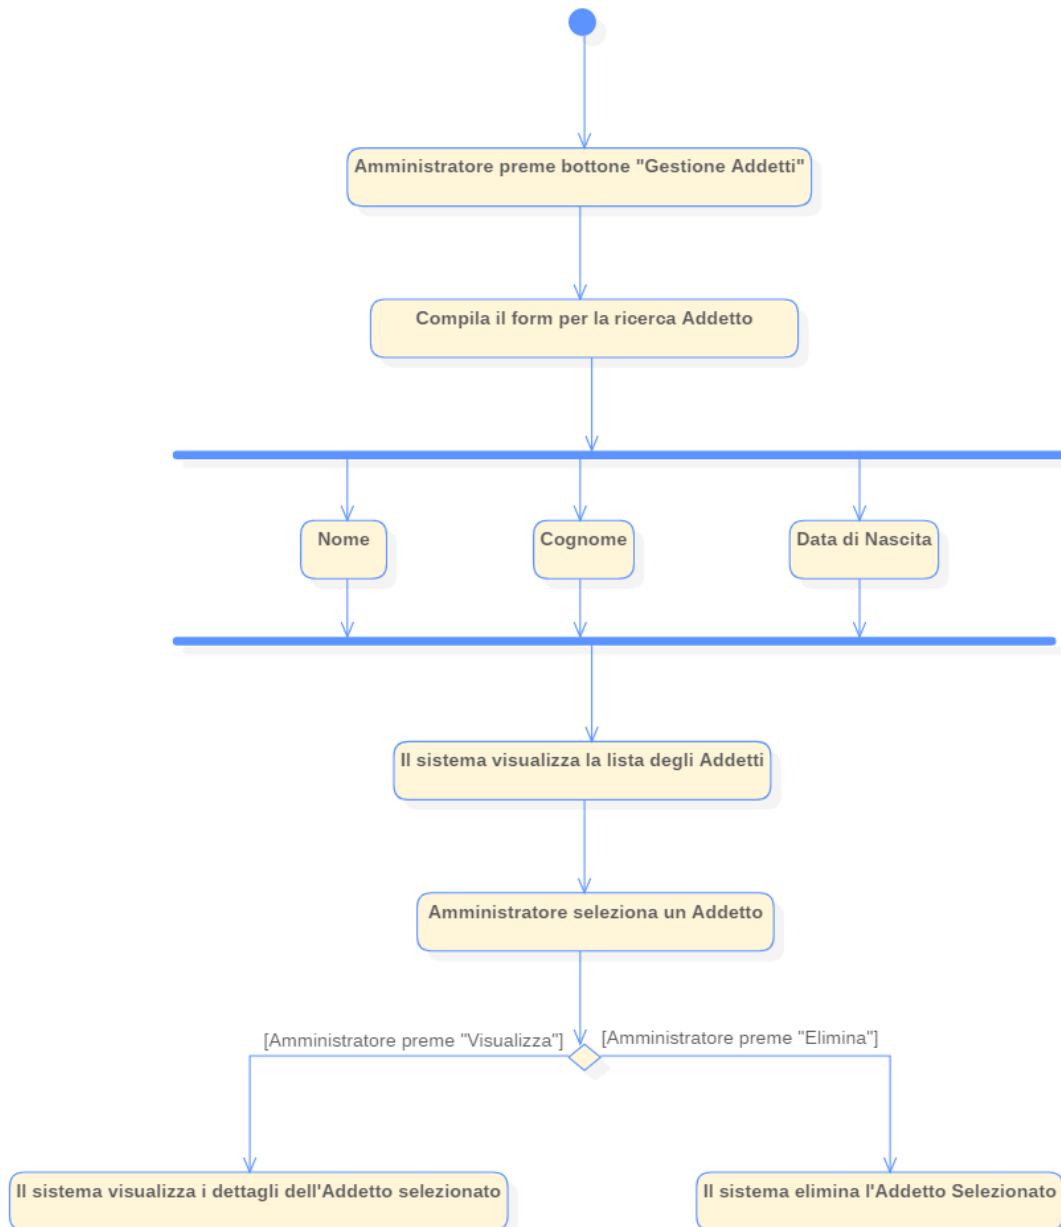 Amministratore preme bottone "Gestione Addetti"
Compila il form per la ricerca Addetto
Nome
Cognome
Data di Nascita
Il sistema visualizza la lista degli Addetti
Amministratore seleziona un Addetto
[Amministratore preme "Visualizza"]
[Amministratore preme "Elimina"]
Il sistema visualizza i dettagli dell'Addetto selezionato
Il sistema elimina l'Addetto Selezionato